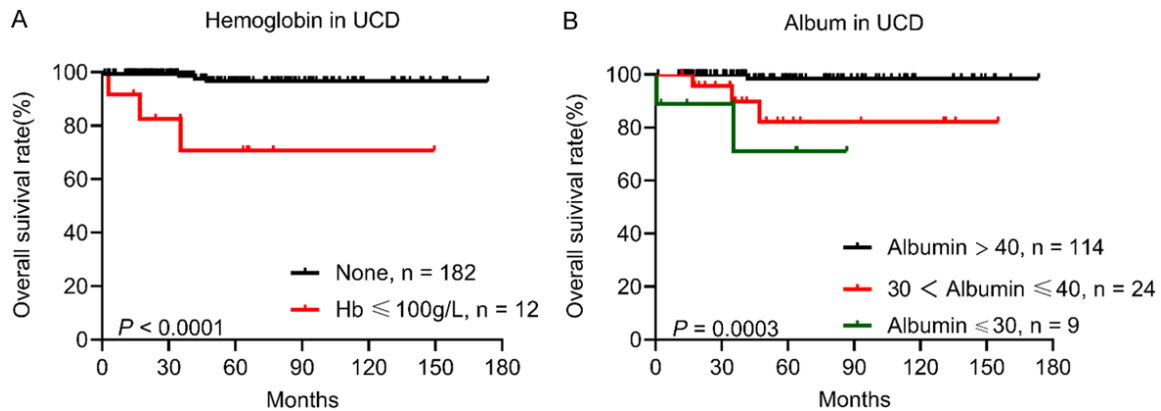 A
Hemoglobin in UCD
Overall suivival rate(%)
100
80
60
40
20
0
None, n = 182
Hb ≤ 100g/L, n = 12
P < 0.0001
0 30 60 90 120 150 180
Months
B
Album in UCD
Overall suivival rate(%)
100
80
60
40
20
0
Albumin > 40, n = 114
30 < Albumin ≤ 40, n = 24
Albumin ≤ 30, n = 9
P = 0.0003
0 30 60 90 120 150 180
Months